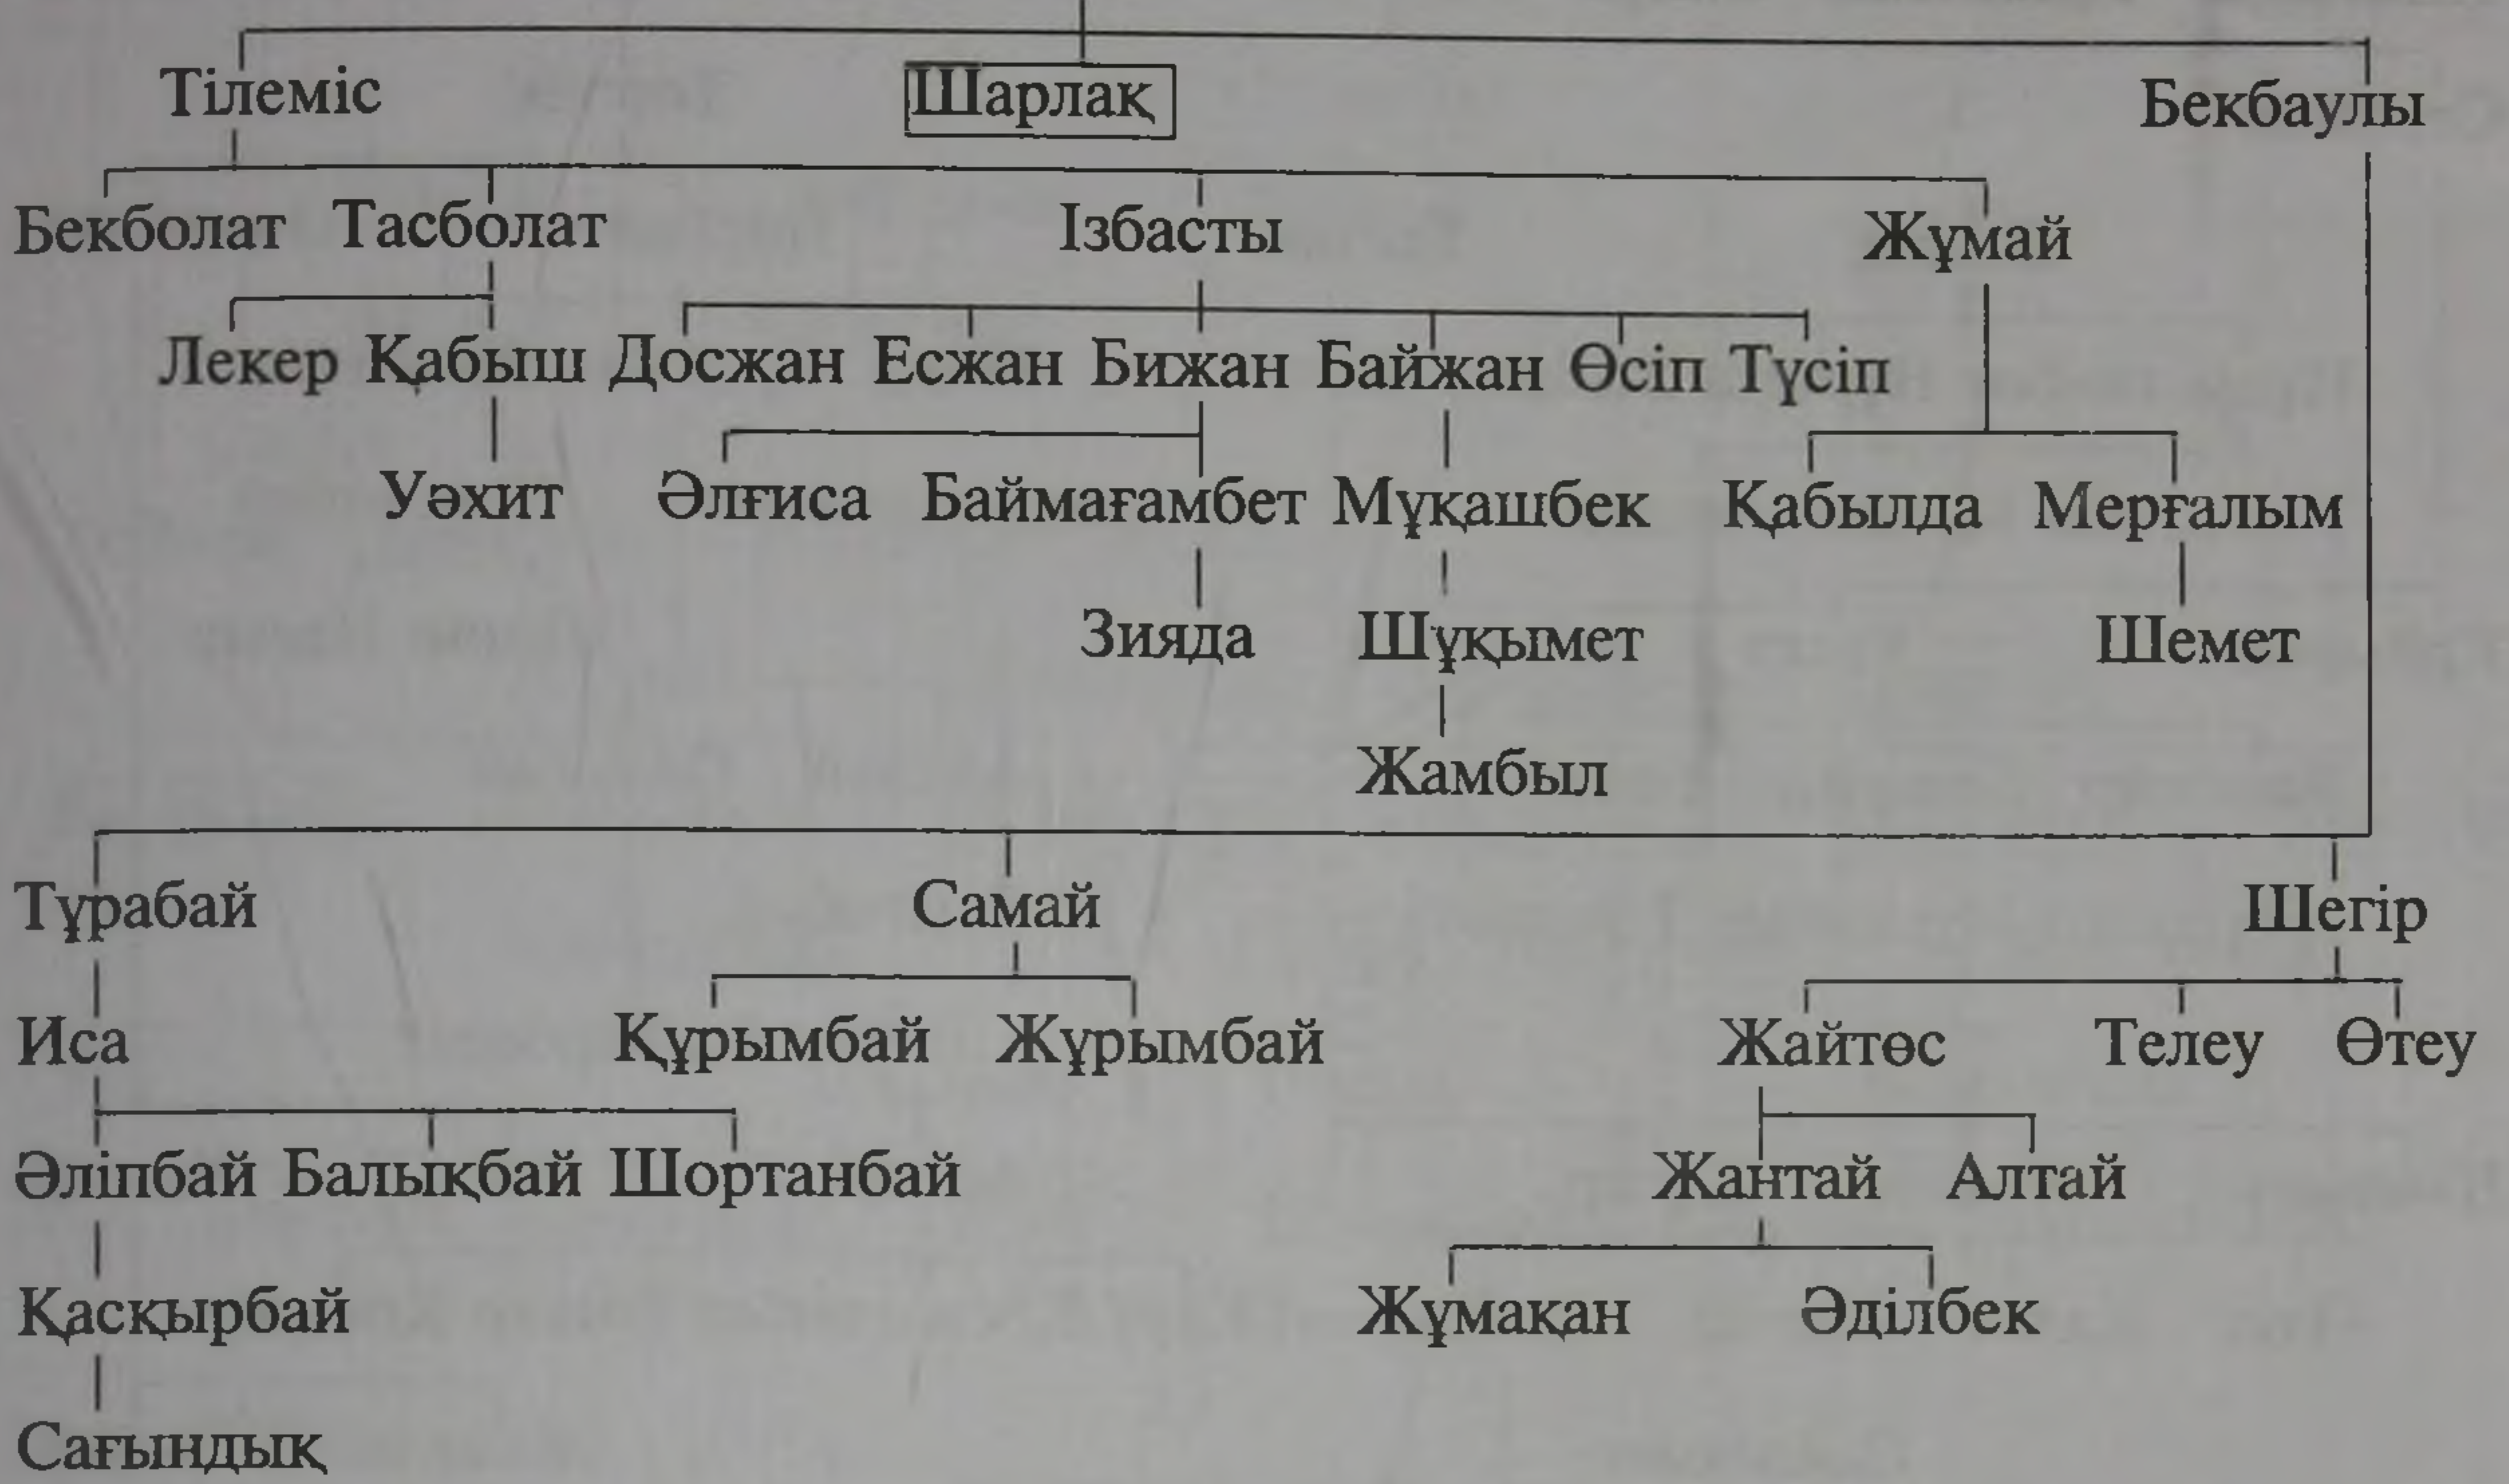 Тілеміс Шарлақ Бекбаулы
Бекболат Тасболат Ізбасты Жұмай
Лекер Қабыш Досжан Есжан Бижан Байжан Өсіп Түсіп
Уәхит Әлғиса Баймағамбет Мұқашбек Қабылда Мерғалым
Зияда Шұқымет Шемет
Жамбыл
Тұрабай Самай Шегір
Иса Құрымбай Жұрымбай Жайтөс Телеу Өтеу
Әліпбай Балықбай Шортанбай Жантай Алтай
Қасқырбай Жұмақан Әділбек
Сағындық